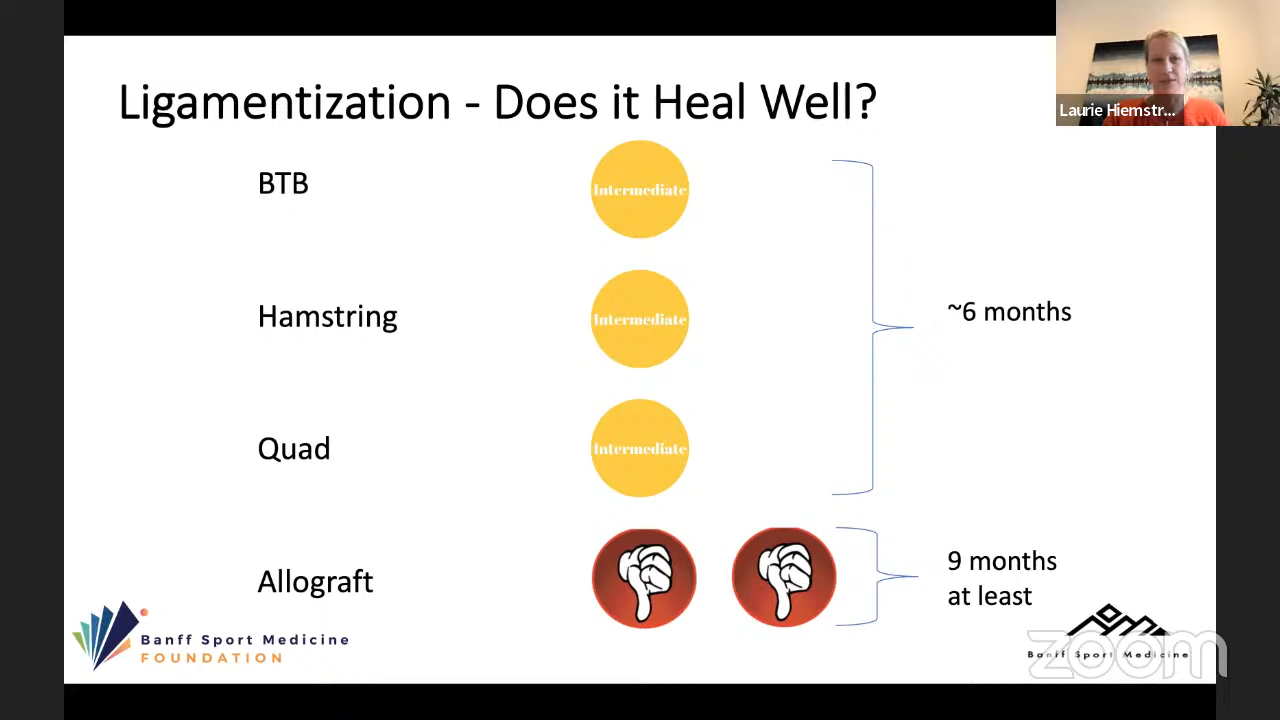 Ligamentization - Does it Heal Well?
Laurie Hiemstr...
BTB
Intermediate
Hamstring
Intermediate
~6 months
Quad
Intermediate
Allograft
9 months
at least
Banff Sport Medicine
FOUNDATION
Banff Sport Medicine
zoom